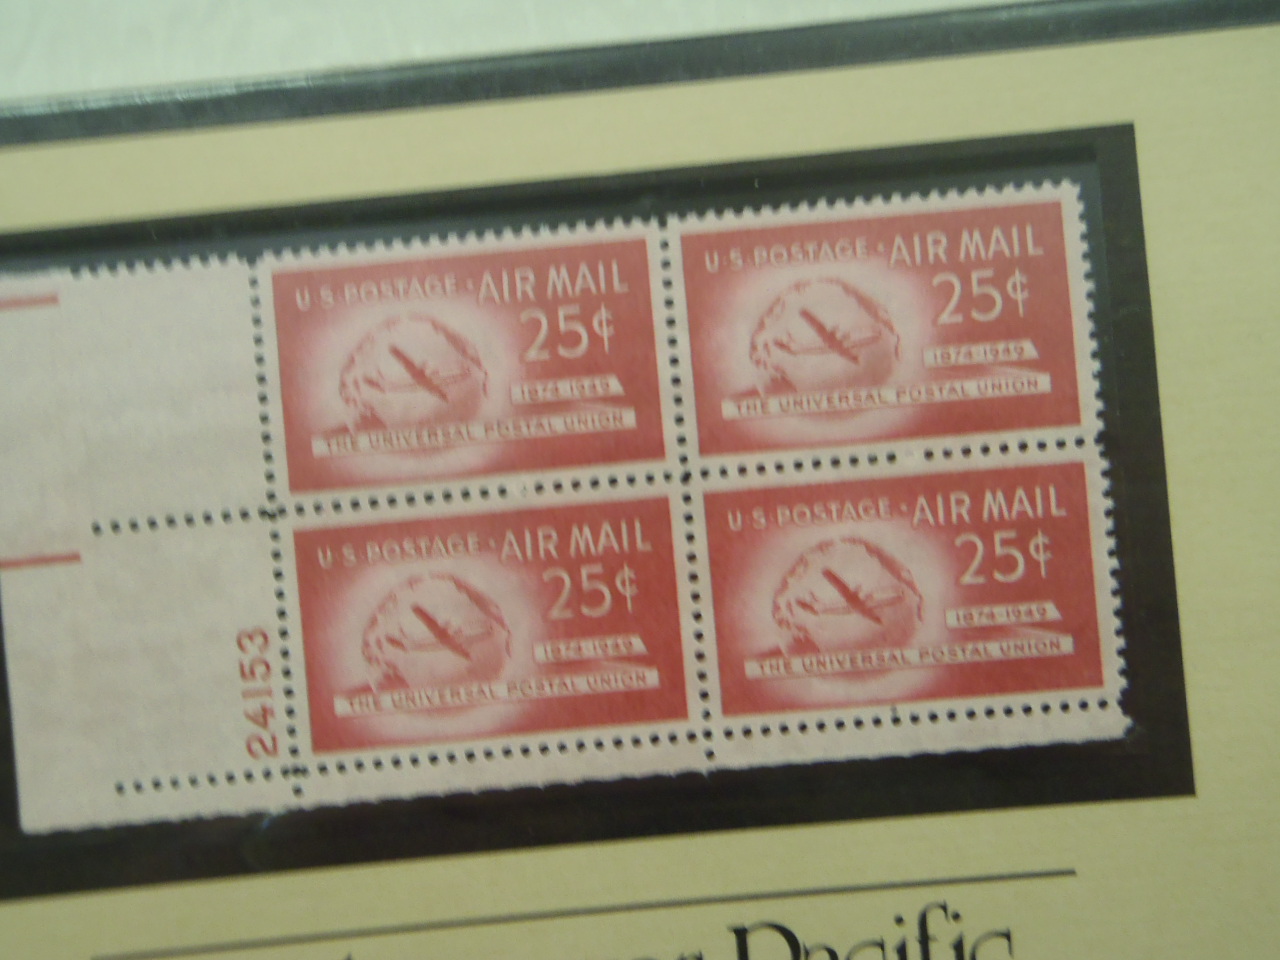 U.S. POSTAGE · AIR MAIL
25¢
1874-1949
THE UNIVERSAL POSTAL UNION
U.S. POSTAGE · AIR MAIL
25¢
1874-1949
THE UNIVERSAL POSTAL UNION
U.S. POSTAGE · AIR MAIL
25¢
1874-1949
THE UNIVERSAL POSTAL UNION
U.S. POSTAGE · AIR MAIL
25¢
1874-1949
THE UNIVERSAL POSTAL UNION
24153
Pacific